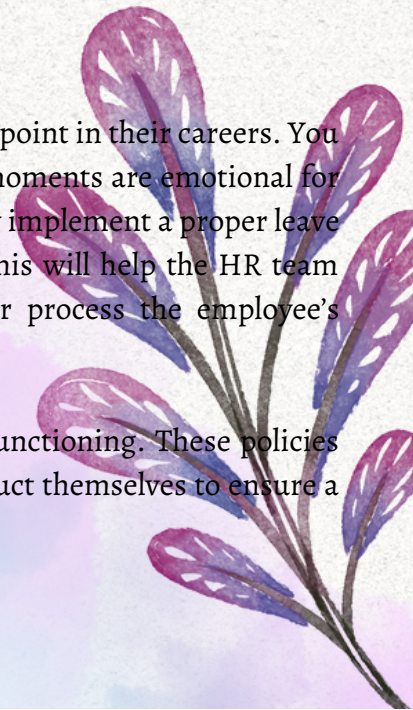 point in their careers. You
moments are emotional for
implement a proper leave
his will help the HR team
r process the employee's
unctioning. These policies
uct themselves to ensure a